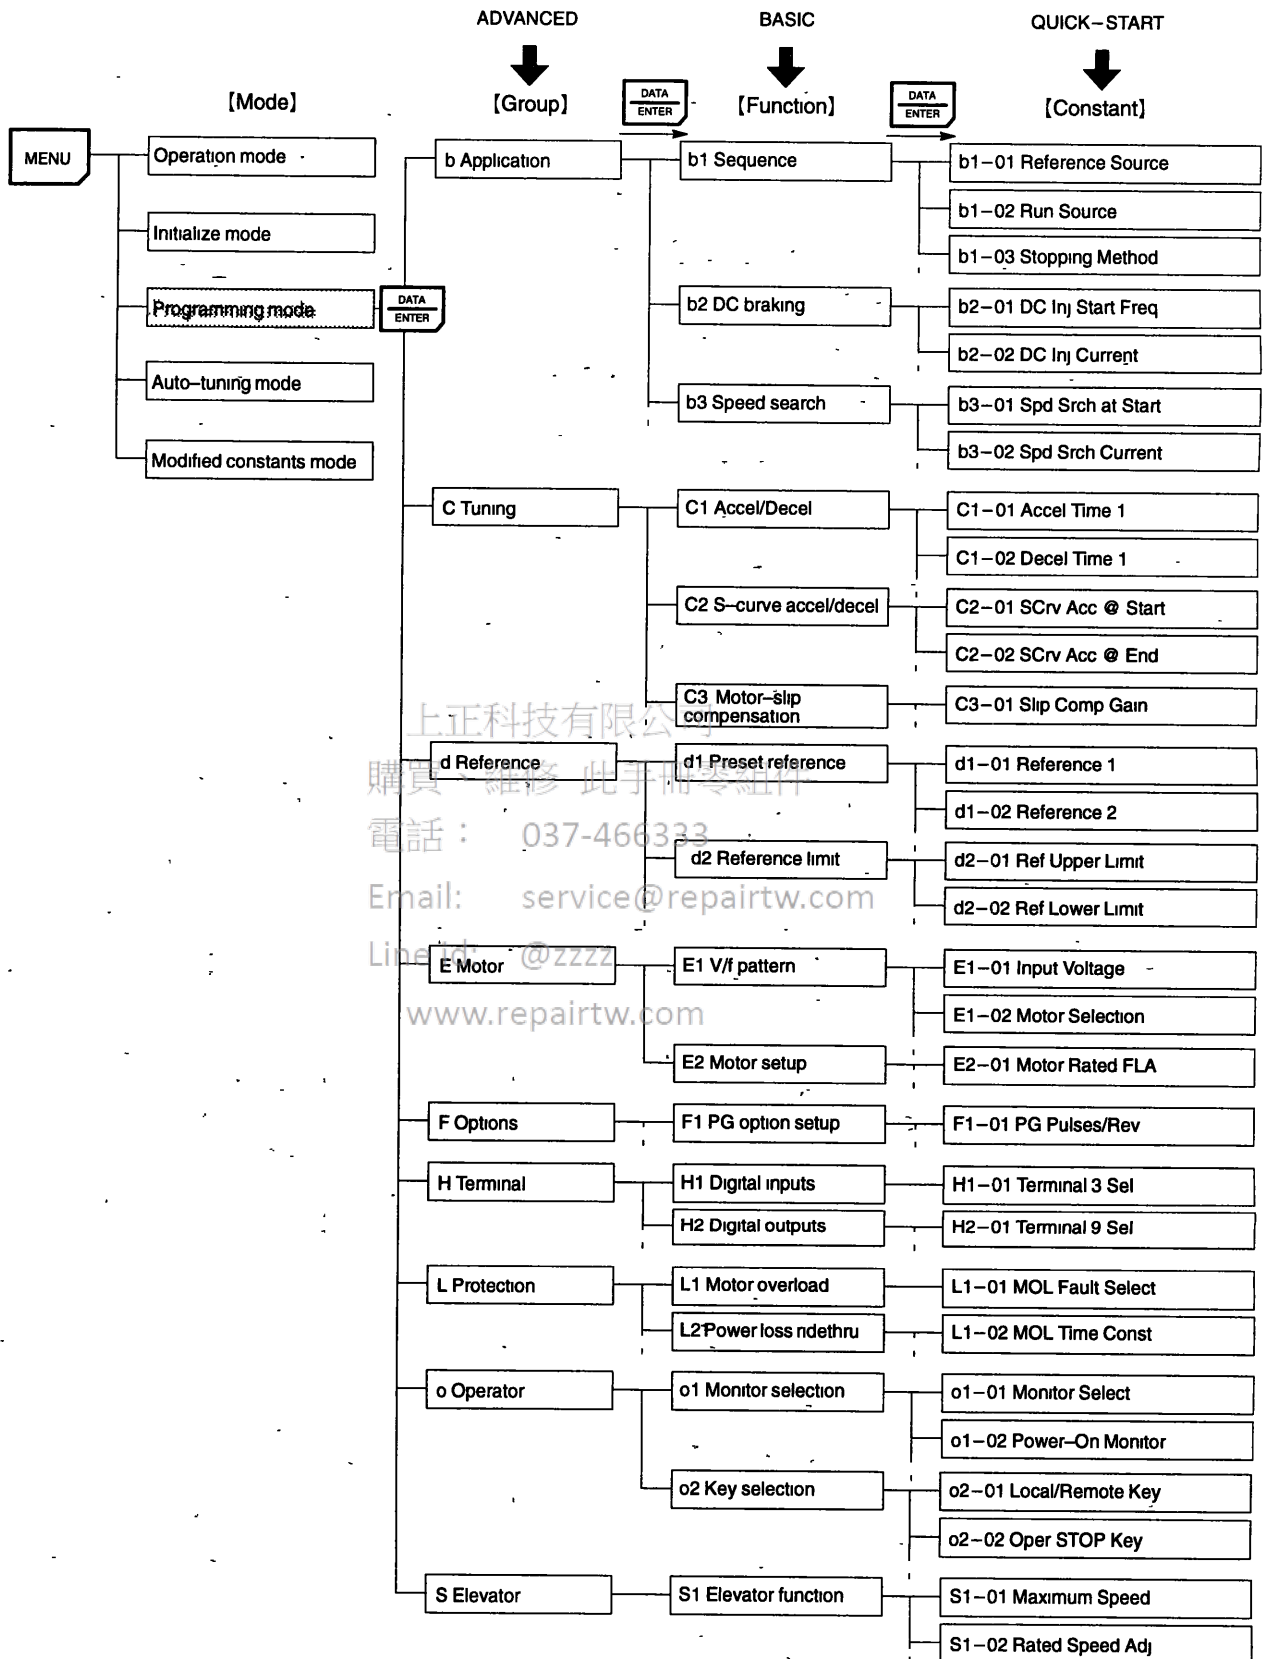 ADVANCED BASIC QUICK-START
[Mode] [Group] DATA ENTER [Function] DATA ENTER [Constant]
MENU Operation mode b Application b1 Sequence b1-01 Reference Source
b1-02 Run Source
Initialize mode b1-03 Stopping Method
Programming mode DATA ENTER b2 DC braking b2-01 DC Inj Start Freq
b2-02 DC Inj Current
Auto-tuning mode b3 Speed search b3-01 Spd Srch at Start
Modified constants mode b3-02 Spd Srch Current
C Tuning C1 Accel/Decel C1-01 Accel Time 1
C1-02 Decel Time 1
C2 S-curve accel/decel C2-01 SCrv Acc @ Start
C2-02 SCrv Acc @ End
C3 Motor-slip compensation C3-01 Slip Comp Gain
上正科技有限公司
d Reference d1 Preset reference d1-01 Reference 1
購買、維修 此手冊零組件
d1-02 Reference 2
電話： 037-466333
d2 Reference limit d2-01 Ref Upper Limit
Email: service@repairtw.com
d2-02 Ref Lower Limit
Line id: @zzzz
E Motor E1 V/f pattern E1-01 Input Voltage
www.repairtw.com
E1-02 Motor Selection
E2 Motor setup E2-01 Motor Rated FLA
F Options F1 PG option setup F1-01 PG Pulses/Rev
H Terminal H1 Digital inputs H1-01 Terminal 3 Sel
H2 Digital outputs H2-01 Terminal 9 Sel
L Protection L1 Motor overload L1-01 MOL Fault Select
L2 Power loss ridethru L1-02 MOL Time Const
o Operator o1 Monitor selection o1-01 Monitor Select
o1-02 Power-On Monitor
o2 Key selection o2-01 Local/Remote Key
o2-02 Oper STOP Key
S Elevator S1 Elevator function S1-01 Maximum Speed
S1-02 Rated Speed Adj